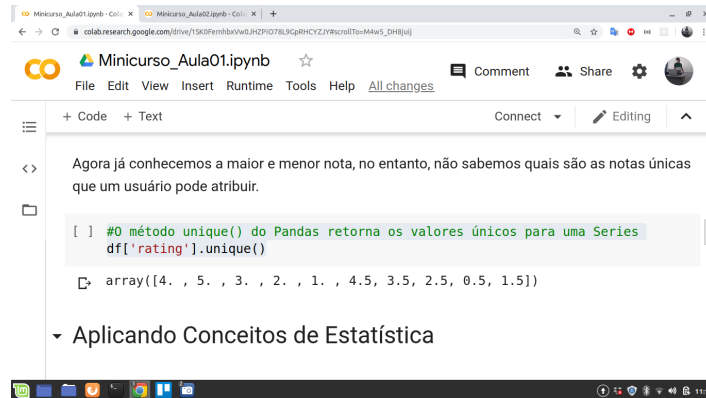 Minicurso_Aula01.ipynb - Cola
Minicurso_Aula02.ipynb - Cola
colab.research.google.com/drive/1SK0FernhbxVw0JHZPIO78L9GpRHCYZJY#scrollTo=M4wS_DH8juij
Minicurso_Aula01.ipynb
Comment
Share
File Edit View Insert Runtime Tools Help All changes
+ Code + Text
Connect
Editing
Agora já conhecemos a maior e menor nota, no entanto, não sabemos quais são as notas únicas
que um usuário pode atribuir.
[ ] #O método unique() do Pandas retorna os valores únicos para uma Series
df['rating'].unique()
array([4. , 5. , 3. , 2. , 1. , 4.5, 3.5, 2.5, 0.5, 1.5])
Aplicando Conceitos de Estatística